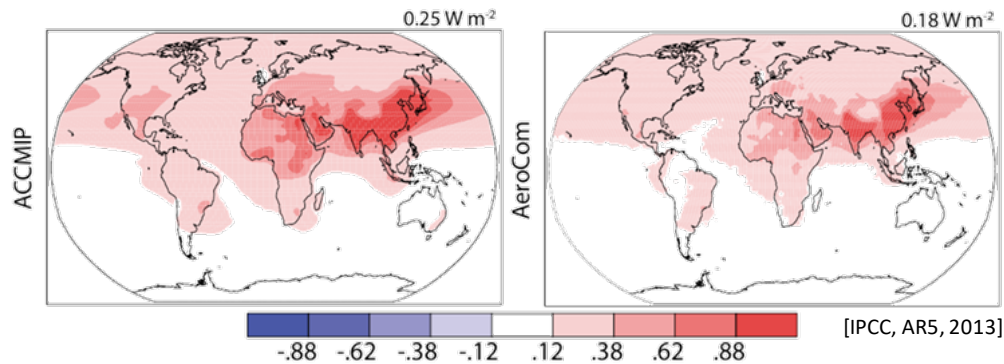 0.25 W m⁻²
0.18 W m⁻²
ACCMIP
AeroCom
-.88 -.62 -.38 -.12 .12 .38 .62 .88
[IPCC, AR5, 2013]